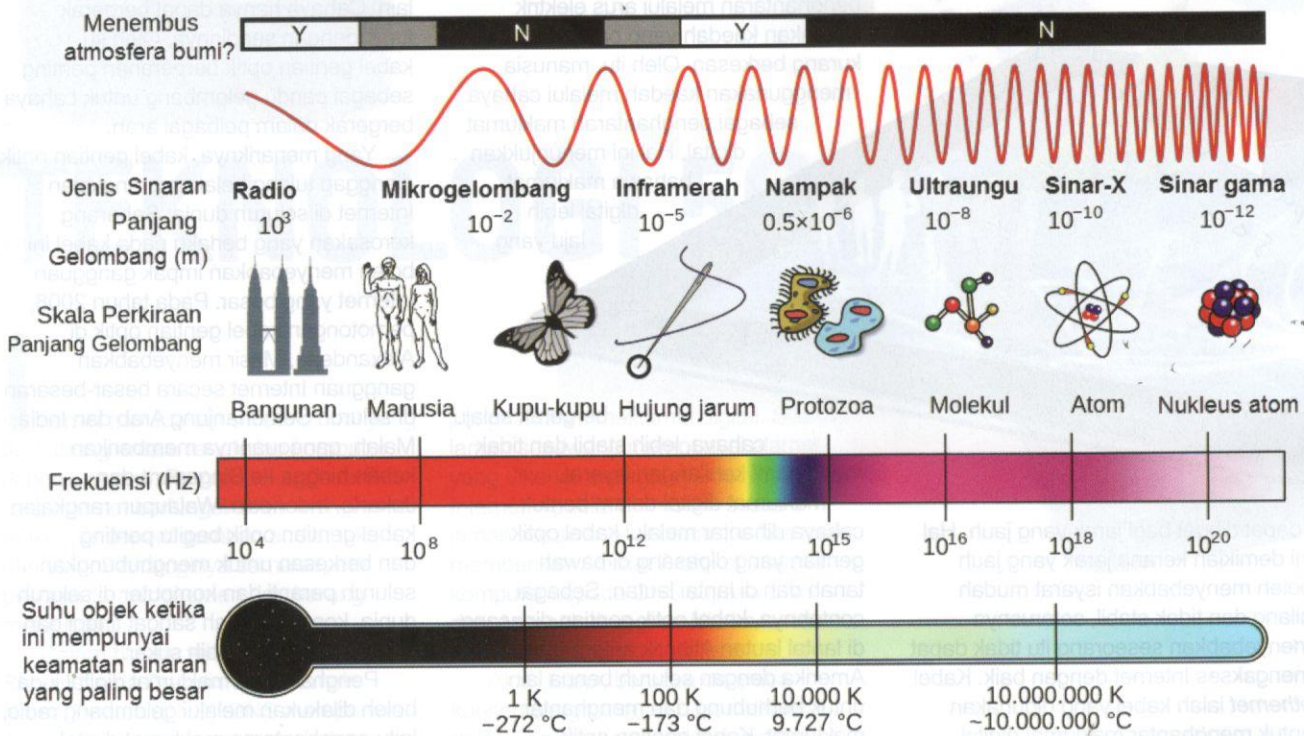 Menembus
atmosfera bumi?
Y N Y N
Jenis Sinaran Radio Mikrogelombang Inframerah Nampak Ultraungu Sinar-X Sinar gama
Panjang Gelombang (m) 10³ 10⁻² 10⁻⁵ 0.5×10⁻⁶ 10⁻⁸ 10⁻¹⁰ 10⁻¹²
Skala Perkiraan
Panjang Gelombang
Bangunan Manusia Kupu-kupu Hujung jarum Protozoa Molekul Atom Nukleus atom
Frekuensi (Hz)
10⁴ 10⁸ 10¹² 10¹⁵ 10¹⁶ 10¹⁸ 10²⁰
Suhu objek ketika
ini mempunyai
keamatan sinaran
yang paling besar
1 K 100 K 10,000 K 10,000,000 K
−272 °C −173 °C 9,727 °C ~10,000,000 °C